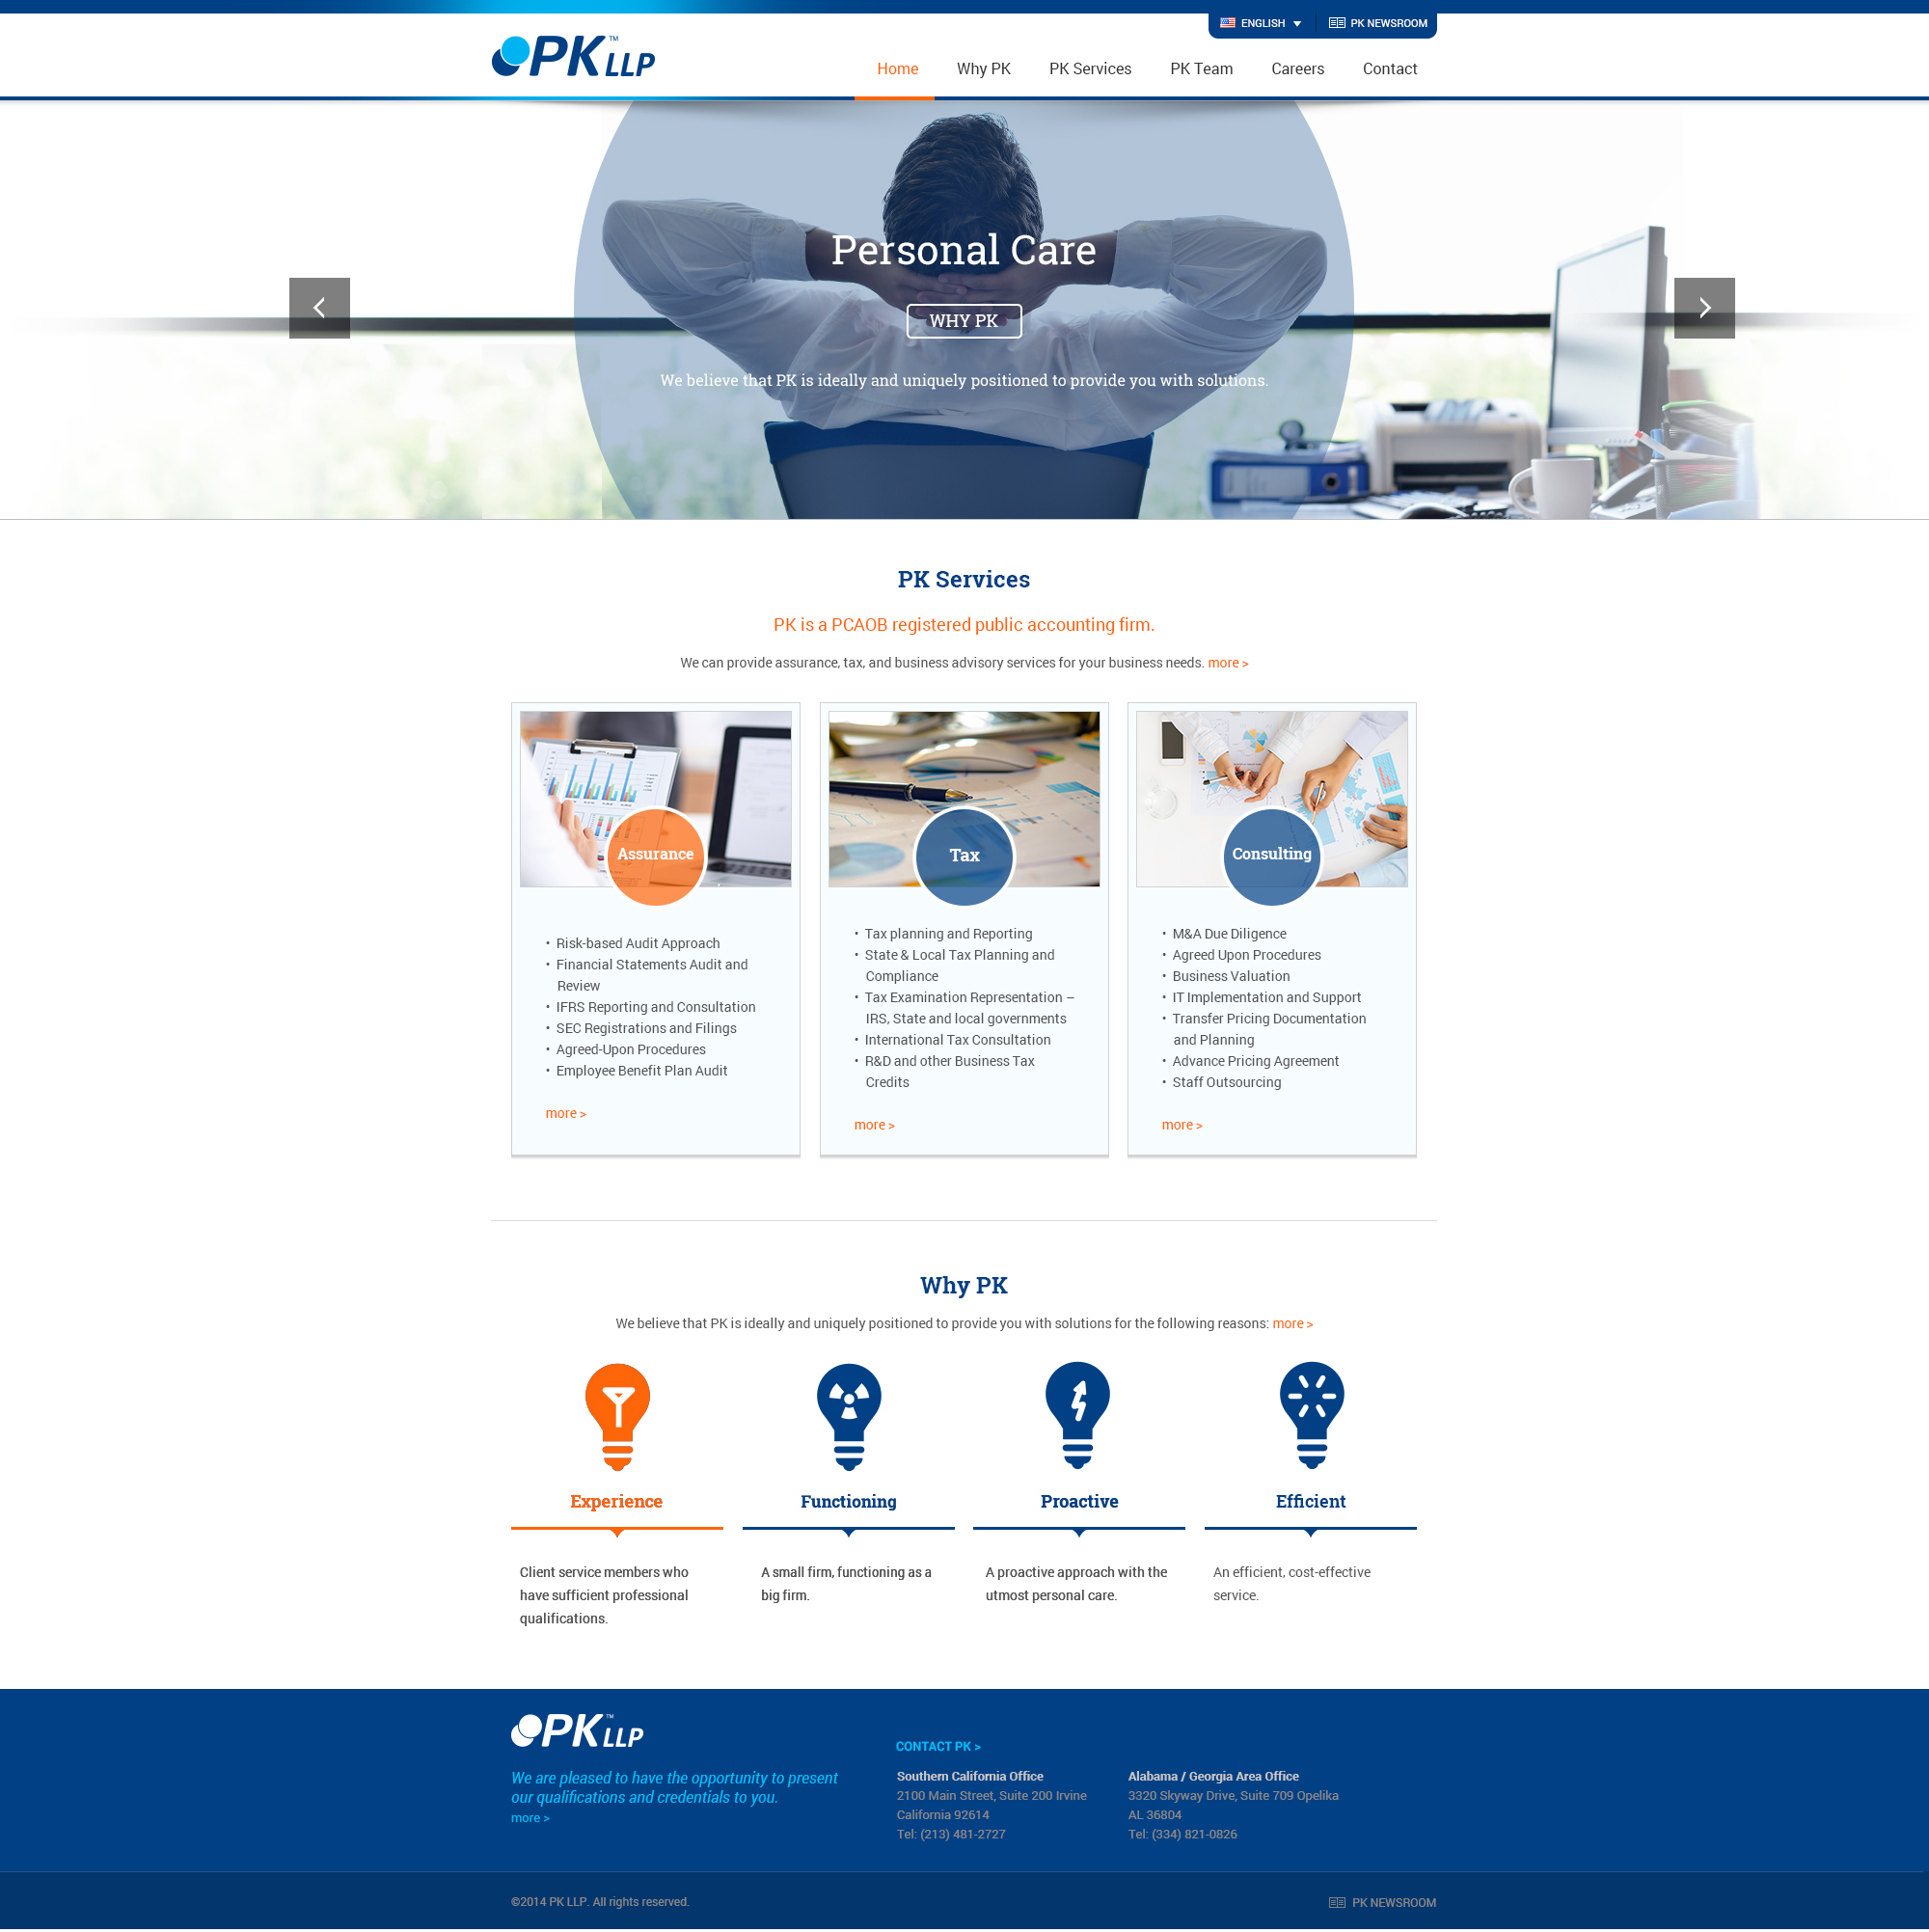 ENGLISH
PK NEWSROOM
PK LLP™
Home
Why PK
PK Services
PK Team
Careers
Contact
Personal Care
WHY PK
We believe that PK is ideally and uniquely positioned to provide you with solutions.
PK Services
PK is a PCAOB registered public accounting firm.
We can provide assurance, tax, and business advisory services for your business needs. more >
Assurance
• Risk-based Audit Approach
• Financial Statements Audit and
Review
• IFRS Reporting and Consultation
• SEC Registrations and Filings
• Agreed-Upon Procedures
• Employee Benefit Plan Audit
more >
Tax
• Tax planning and Reporting
• State & Local Tax Planning and
Compliance
• Tax Examination Representation –
IRS, State and local governments
• International Tax Consultation
• R&D and other Business Tax
Credits
more >
Consulting
• M&A Due Diligence
• Agreed Upon Procedures
• Business Valuation
• IT Implementation and Support
• Transfer Pricing Documentation
and Planning
• Advance Pricing Agreement
• Staff Outsourcing
more >
Why PK
We believe that PK is ideally and uniquely positioned to provide you with solutions for the following reasons: more >
Experience
Client service members who
have sufficient professional
qualifications.
Functioning
A small firm, functioning as a
big firm.
Proactive
A proactive approach with the
utmost personal care.
Efficient
An efficient, cost-effective
service.
PK LLP™
We are pleased to have the opportunity to present
our qualifications and credentials to you.
more >
CONTACT PK >
Southern California Office
2100 Main Street, Suite 200 Irvine
California 92614
Tel: (213) 481-2727
Alabama / Georgia Area Office
3320 Skyway Drive, Suite 709 Opelika
AL 36804
Tel: (334) 821-0826
©2014 PK LLP. All rights reserved.
PK NEWSROOM